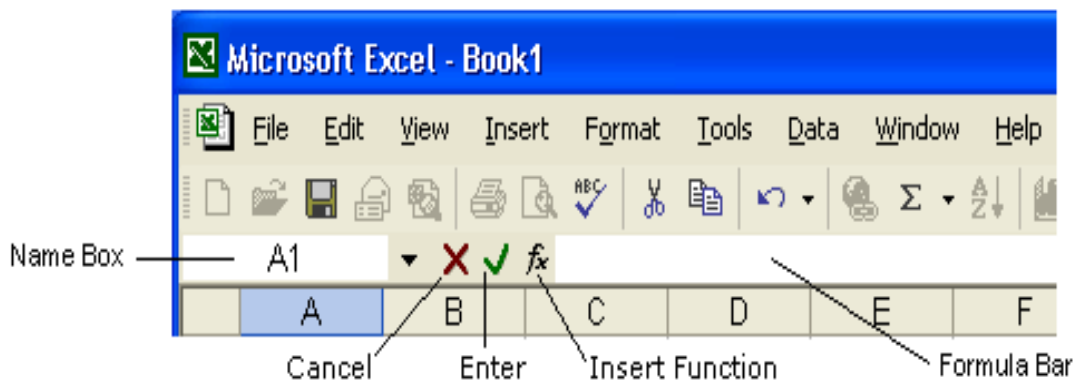 Microsoft Excel - Book1
File Edit View Insert Format Tools Data Window Help
ABC Σ A Z
Name Box A1 fx
A B C D E F
Cancel Enter Insert Function Formula Bar